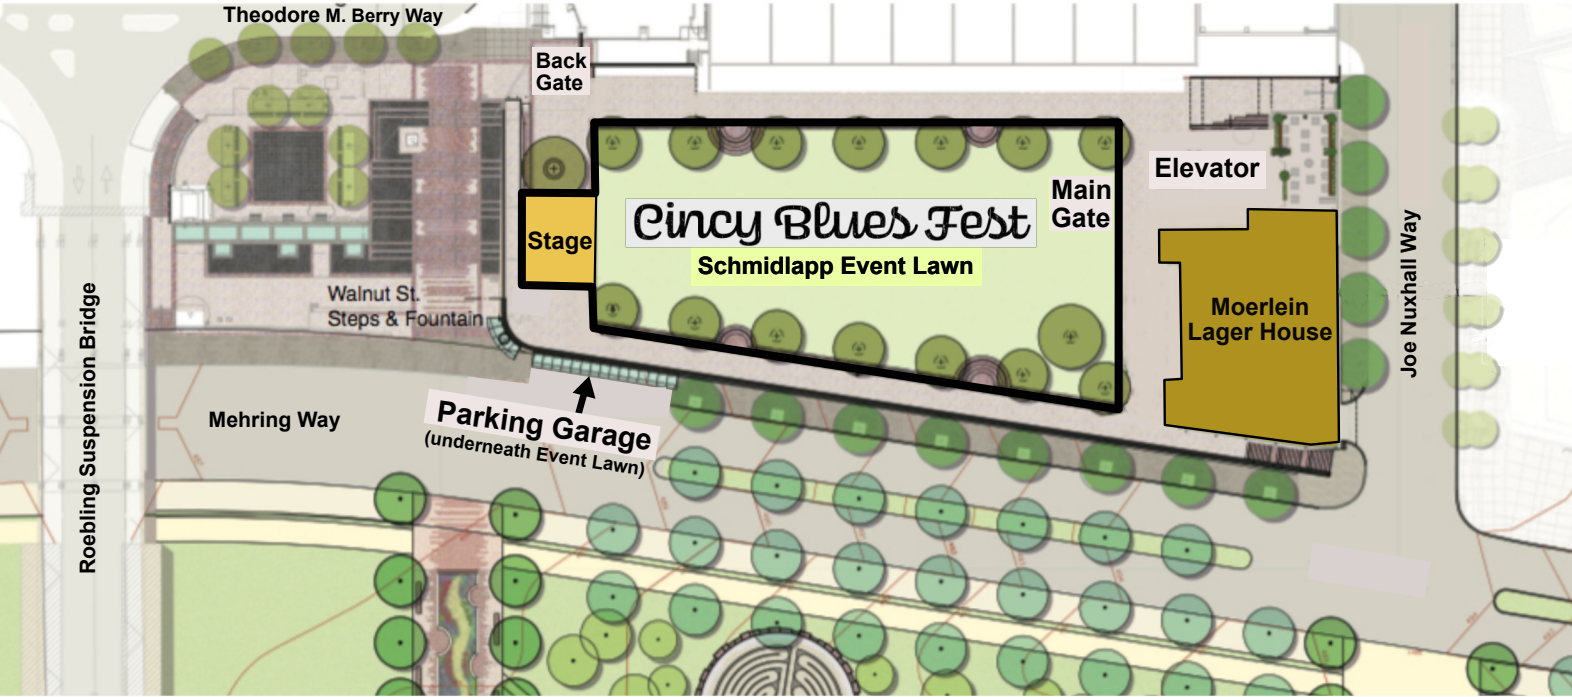 Theodore M. Berry Way
Back
Gate
Elevator
Main
Gate
Cincy Blues Fest
Stage
Schmidlapp Event Lawn
Walnut St.
Steps & Fountain
Moerlein
Lager House
Joe Nuxhall Way
Roebling Suspension Bridge
Mehring Way
Parking Garage
(underneath Event Lawn)